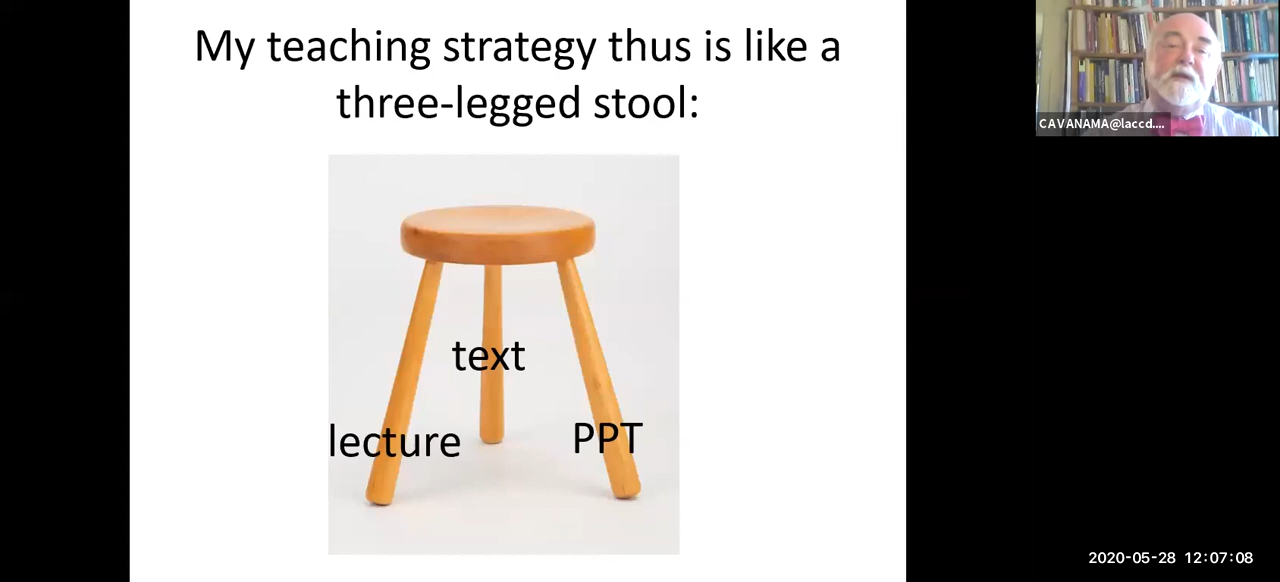 My teaching strategy thus is like a
three-legged stool:
text
lecture
PPT
CAVANAMA@laccd....
2020-05-28 12:07:08